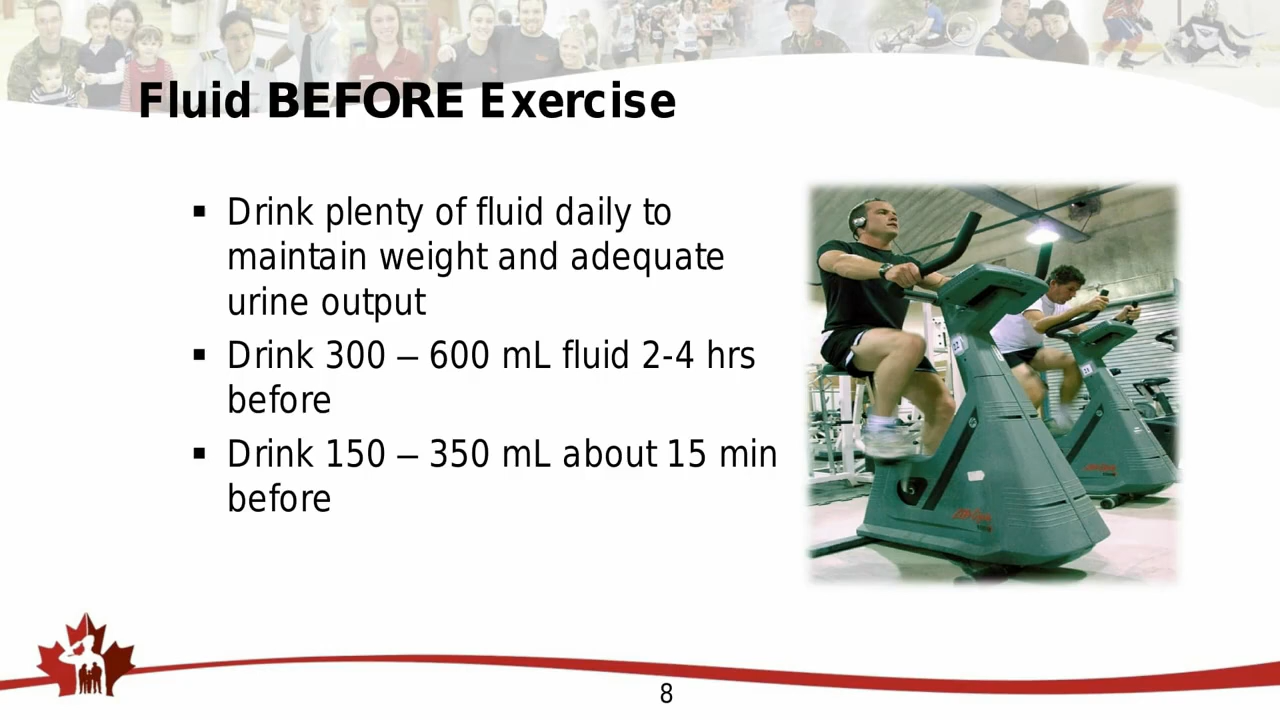 Fluid BEFORE Exercise
▪ Drink plenty of fluid daily to
maintain weight and adequate
urine output
▪ Drink 300 – 600 mL fluid 2-4 hrs
before
▪ Drink 150 – 350 mL about 15 min
before
8